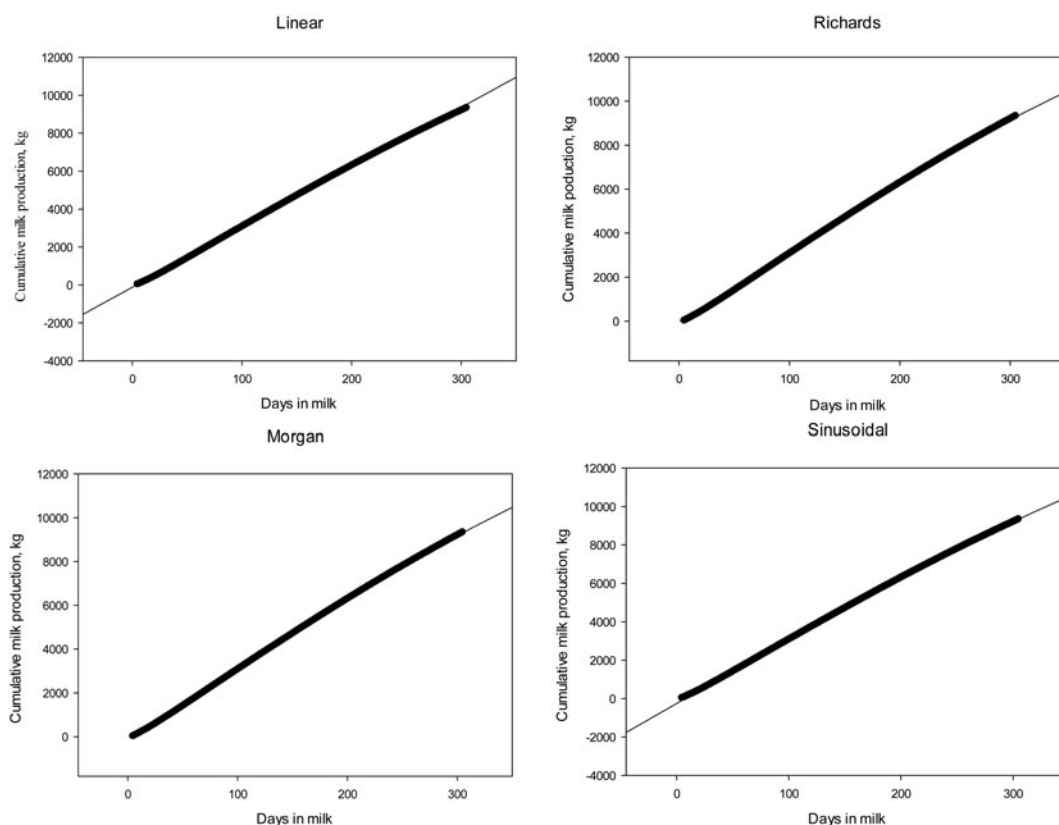 Linear
12000
10000
8000
6000
4000
2000
0
-2000
-4000
Cumulative milk production, kg
0 100 200 300
Days in milk
Richards
12000
10000
8000
6000
4000
2000
0
Cumulative milk poduction, kg
0 100 200 300
Days in milk
Morgan
12000
10000
8000
6000
4000
2000
0
Cumulative milk production, kg
0 100 200 300
Days in milk
Sinusoidal
12000
10000
8000
6000
4000
2000
0
-2000
-4000
Cumulative milk production, kg
0 100 200 300
Days in milk